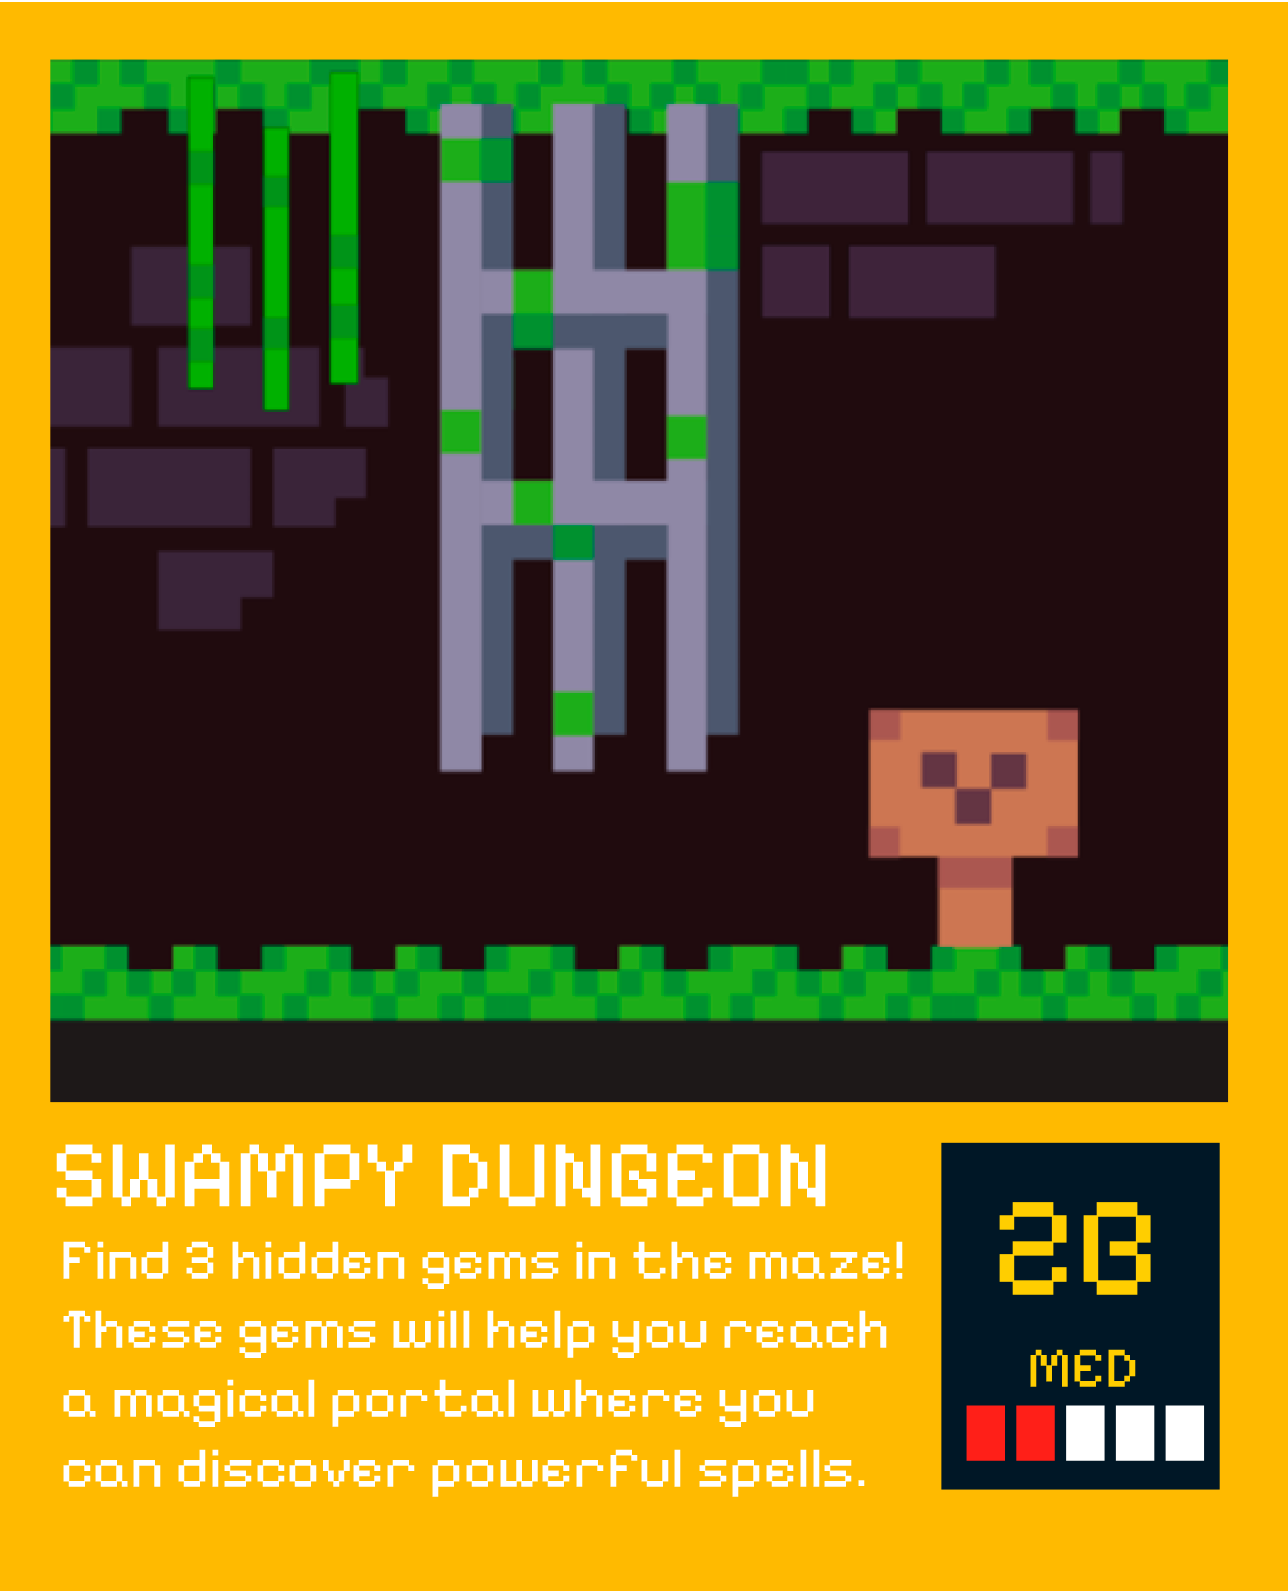 SWAMPY DUNGEON
Find 3 hidden gems in the maze!
These gems will help you reach
a magical portal where you
can discover powerful spells.
2B
MED